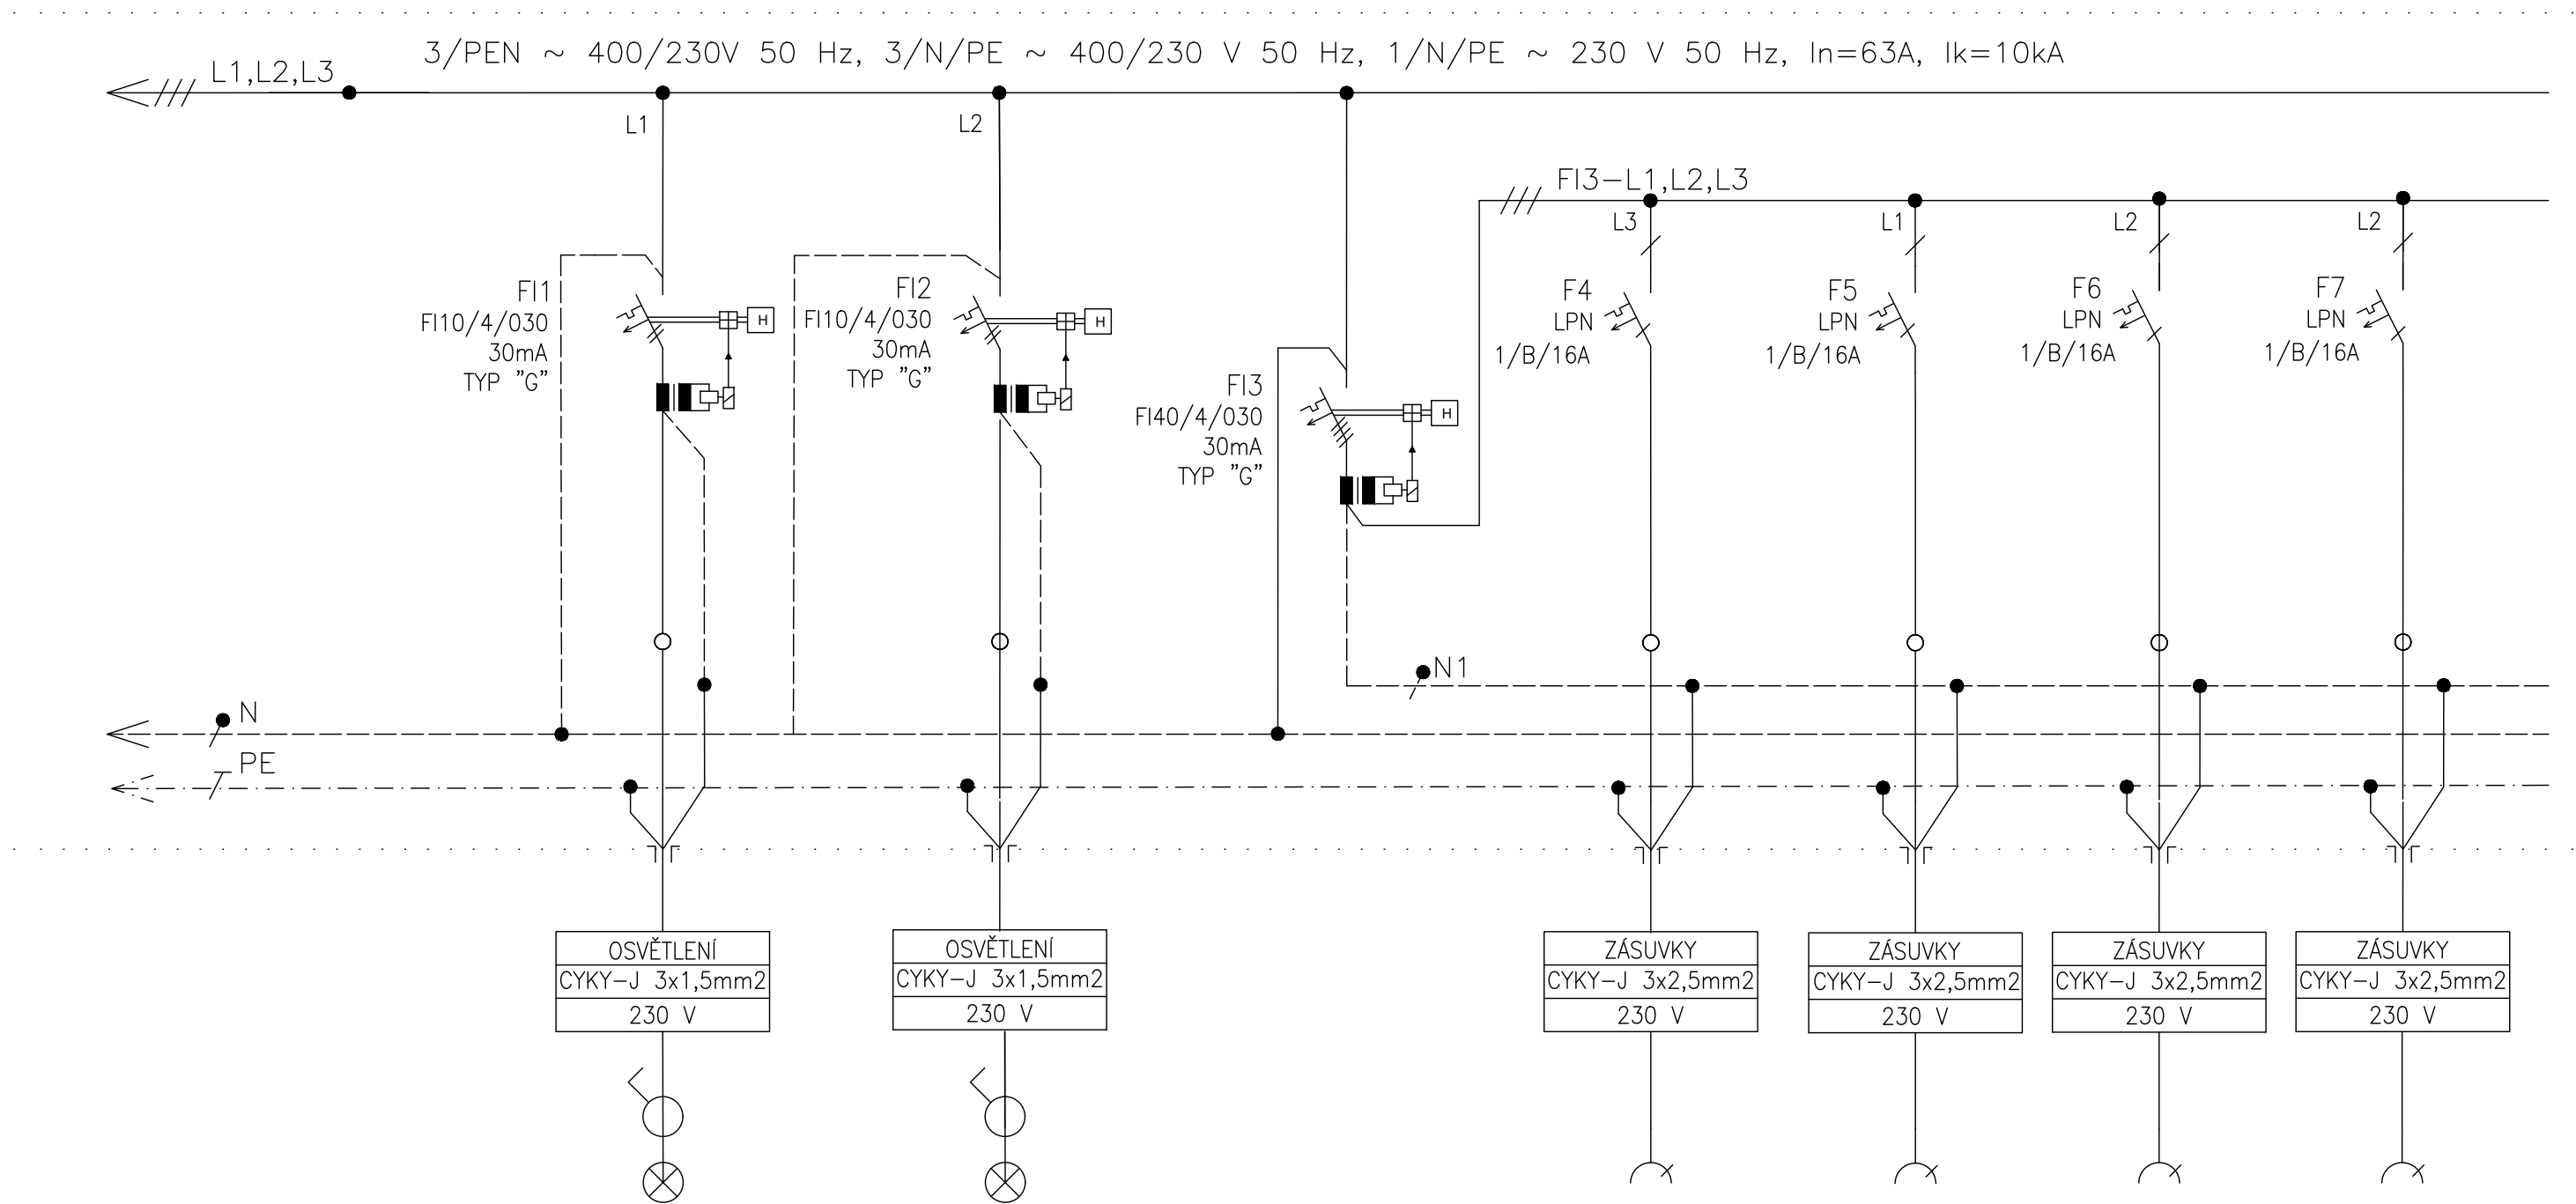 3/PEN ~ 400/230V 50 Hz, 3/N/PE ~ 400/230 V 50 Hz, 1/N/PE ~ 230 V 50 Hz, In=63A, Ik=10kA
L1,L2,L3
L1
L2
FI3-L1,L2,L3
L3
L1
L2
L2
FI1
FI10/4/030
30mA
TYP "G"
H
FI2
FI10/4/030
30mA
TYP "G"
H
FI3
FI40/4/030
30mA
TYP "G"
H
F4
LPN
1/B/16A
F5
LPN
1/B/16A
F6
LPN
1/B/16A
F7
LPN
1/B/16A
N1
N
PE
OSVĚTLENÍ
CYKY-J 3x1,5mm2
230 V
OSVĚTLENÍ
CYKY-J 3x1,5mm2
230 V
ZÁSUVKY
CYKY-J 3x2,5mm2
230 V
ZÁSUVKY
CYKY-J 3x2,5mm2
230 V
ZÁSUVKY
CYKY-J 3x2,5mm2
230 V
ZÁSUVKY
CYKY-J 3x2,5mm2
230 V